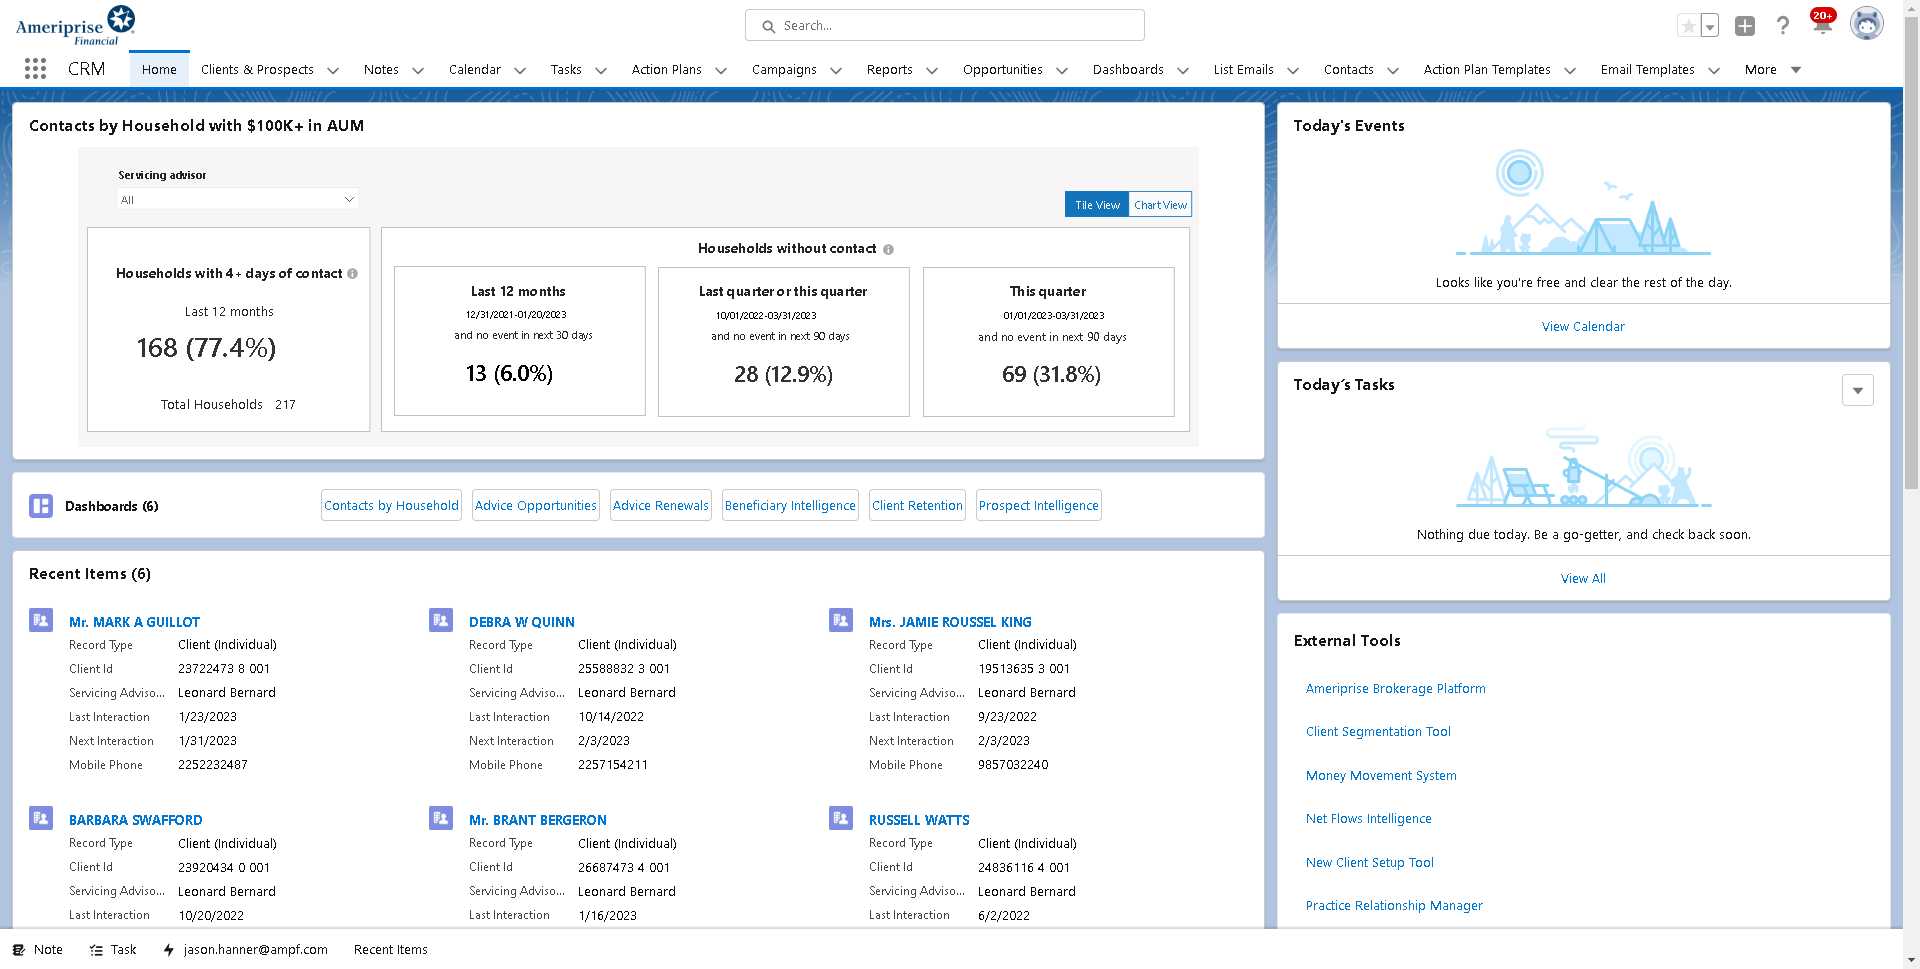 Ameriprise
Financial
Search...
20+
CRM
Home
Clients & Prospects
Notes
Calendar
Tasks
Action Plans
Campaigns
Reports
Opportunities
Dashboards
List Emails
Contacts
Action Plan Templates
Email Templates
More
Contacts by Household with $100K+ in AUM
Servicing advisor
All
Tile View
Chart View
Households with 4+ days of contact
Last 12 months
168 (77.4%)
Total Households 217
Households without contact
Last 12 months
12/31/2021-01/20/2023
and no event in next 30 days
13 (6.0%)
Last quarter or this quarter
10/01/2022-03/31/2023
and no event in next 90 days
28 (12.9%)
This quarter
01/01/2023-03/31/2023
and no event in next 90 days
69 (31.8%)
Dashboards (6)
Contacts by Household
Advice Opportunities
Advice Renewals
Beneficiary Intelligence
Client Retention
Prospect Intelligence
Recent Items (6)
Mr. MARK A GUILLOT
Record Type Client (Individual)
Client Id 23722473 8 001
Servicing Adviso... Leonard Bernard
Last Interaction 1/23/2023
Next Interaction 1/31/2023
Mobile Phone 2252232487
DEBRA W QUINN
Record Type Client (Individual)
Client Id 25588832 3 001
Servicing Adviso... Leonard Bernard
Last Interaction 10/14/2022
Next Interaction 2/3/2023
Mobile Phone 2257154211
Mrs. JAMIE ROUSSEL KING
Record Type Client (Individual)
Client Id 19513635 3 001
Servicing Adviso... Leonard Bernard
Last Interaction 9/23/2022
Next Interaction 2/3/2023
Mobile Phone 9857032240
BARBARA SWAFFORD
Record Type Client (Individual)
Client Id 23920434 0 001
Servicing Adviso... Leonard Bernard
Last Interaction 10/20/2022
Mr. BRANT BERGERON
Record Type Client (Individual)
Client Id 26687473 4 001
Servicing Adviso... Leonard Bernard
Last Interaction 1/16/2023
RUSSELL WATTS
Record Type Client (Individual)
Client Id 24836116 4 001
Servicing Adviso... Leonard Bernard
Last Interaction 6/2/2022
Today's Events
Looks like you're free and clear the rest of the day.
View Calendar
Today´s Tasks
Nothing due today. Be a go-getter, and check back soon.
View All
External Tools
Ameriprise Brokerage Platform
Client Segmentation Tool
Money Movement System
Net Flows Intelligence
New Client Setup Tool
Practice Relationship Manager
Note
Task
jason.hanner@ampf.com
Recent Items